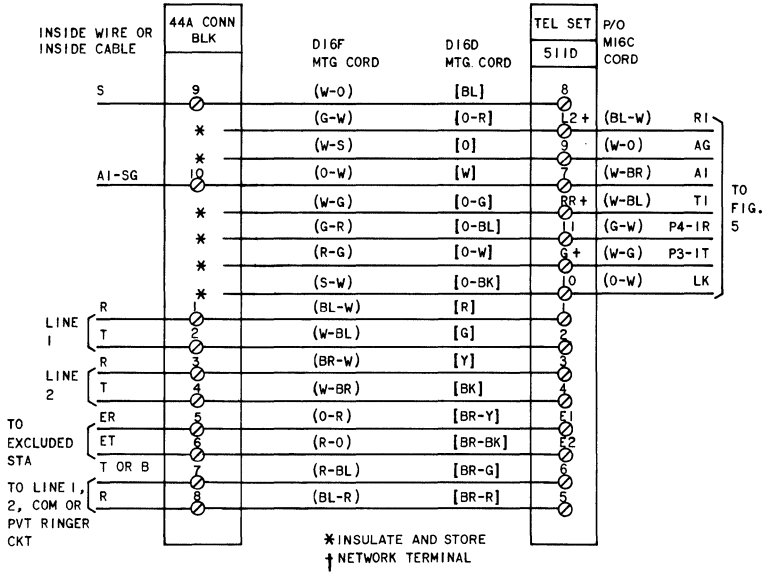 INSIDE WIRE OR
INSIDE CABLE
44A CONN
BLK
D16F
MTG CORD
D16D
MTG. CORD
TEL SET
511D
P/O
M16C
CORD
S 9 (W-O) [BL] 8
* (G-W) [O-R] L2+ (BL-W) R1
* (W-S) [O] 9 (W-O) AG
A1-SG 10 (O-W) [W] 7 (W-BR) A1
* (W-G) [O-G] RR+ (W-BL) T1
* (G-R) [O-BL] 11 (G-W) P4-1R
* (R-G) [O-W] G+ (W-G) P3-1T
* (S-W) [O-BK] 10 (O-W) LK
TO
FIG.
5
LINE
1
R 1 (BL-W) [R] 1
T 2 (W-BL) [G] 2
LINE
2
R 3 (BR-W) [Y] 3
T 4 (W-BR) [BK] 4
TO
EXCLUDED
STA
ER 5 (O-R) [BR-Y] E1
ET 6 (R-O) [BR-BK] E2
TO LINE 1,
2, COM OR
PVT RINGER
CKT
T OR B 7 (R-BL) [BR-G] 6
R 8 (BL-R) [BR-R] 5
* INSULATE AND STORE
† NETWORK TERMINAL